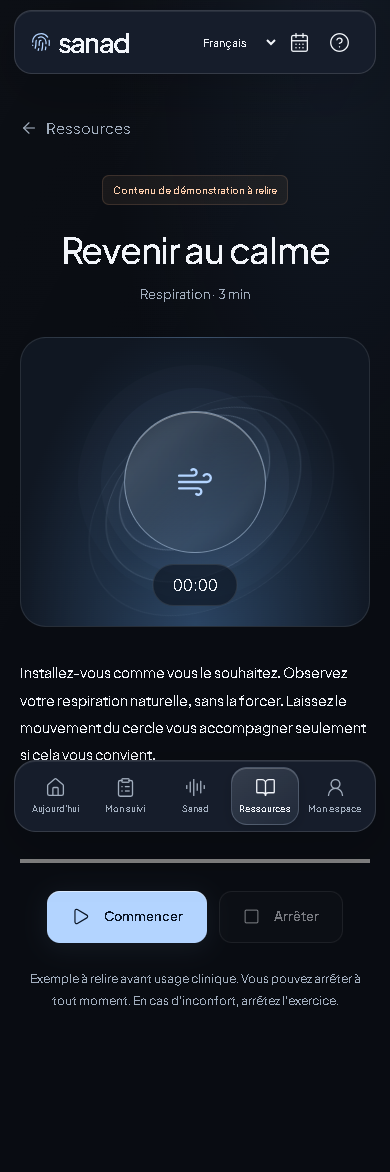 sanad
Français
Ressources
Contenu de démonstration à relire
Revenir au calme
Respiration · 3 min
00:00
Installez-vous comme vous le souhaitez. Observez
votre respiration naturelle, sans la forcer. Laissez le
mouvement du cercle vous accompagner seulement
si cela vous convient.
Aujourd'hui
Mon suivi
Sanad
Ressources
Mon espace
Commencer
Arrêter
Exemple à relire avant usage clinique. Vous pouvez arrêter à
tout moment. En cas d'inconfort, arrêtez l'exercice.